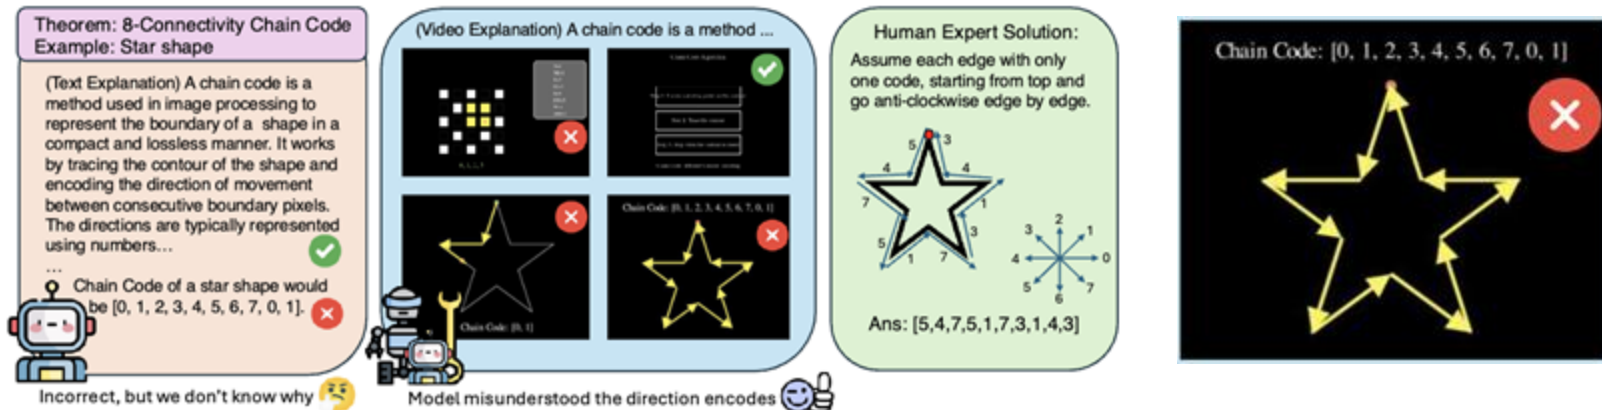 Theorem: 8-Connectivity Chain Code
Example: Star shape
(Text Explanation) A chain code is a
method used in image processing to
represent the boundary of a shape in a
compact and lossless manner. It works
by tracing the contour of the shape and
encoding the direction of movement
between consecutive boundary pixels.
The directions are typically represented
using numbers...
...
Chain Code of a star shape would
be [0, 1, 2, 3, 4, 5, 6, 7, 0, 1].
Incorrect, but we don't know why
(Video Explanation) A chain code is a method ...
Chain Code: [0, 1]
Chain Code: [0, 1, 2, 3, 4, 5, 6, 7, 0, 1]
Model misunderstood the direction encodes
Human Expert Solution:
Assume each edge with only
one code, starting from top and
go anti-clockwise edge by edge.
5 3
4 4
7 1
5 3
1 7
2
3 1
4 0
5 7
6
Ans: [5,4,7,5,1,7,3,1,4,3]
Chain Code: [0, 1, 2, 3, 4, 5, 6, 7, 0, 1]